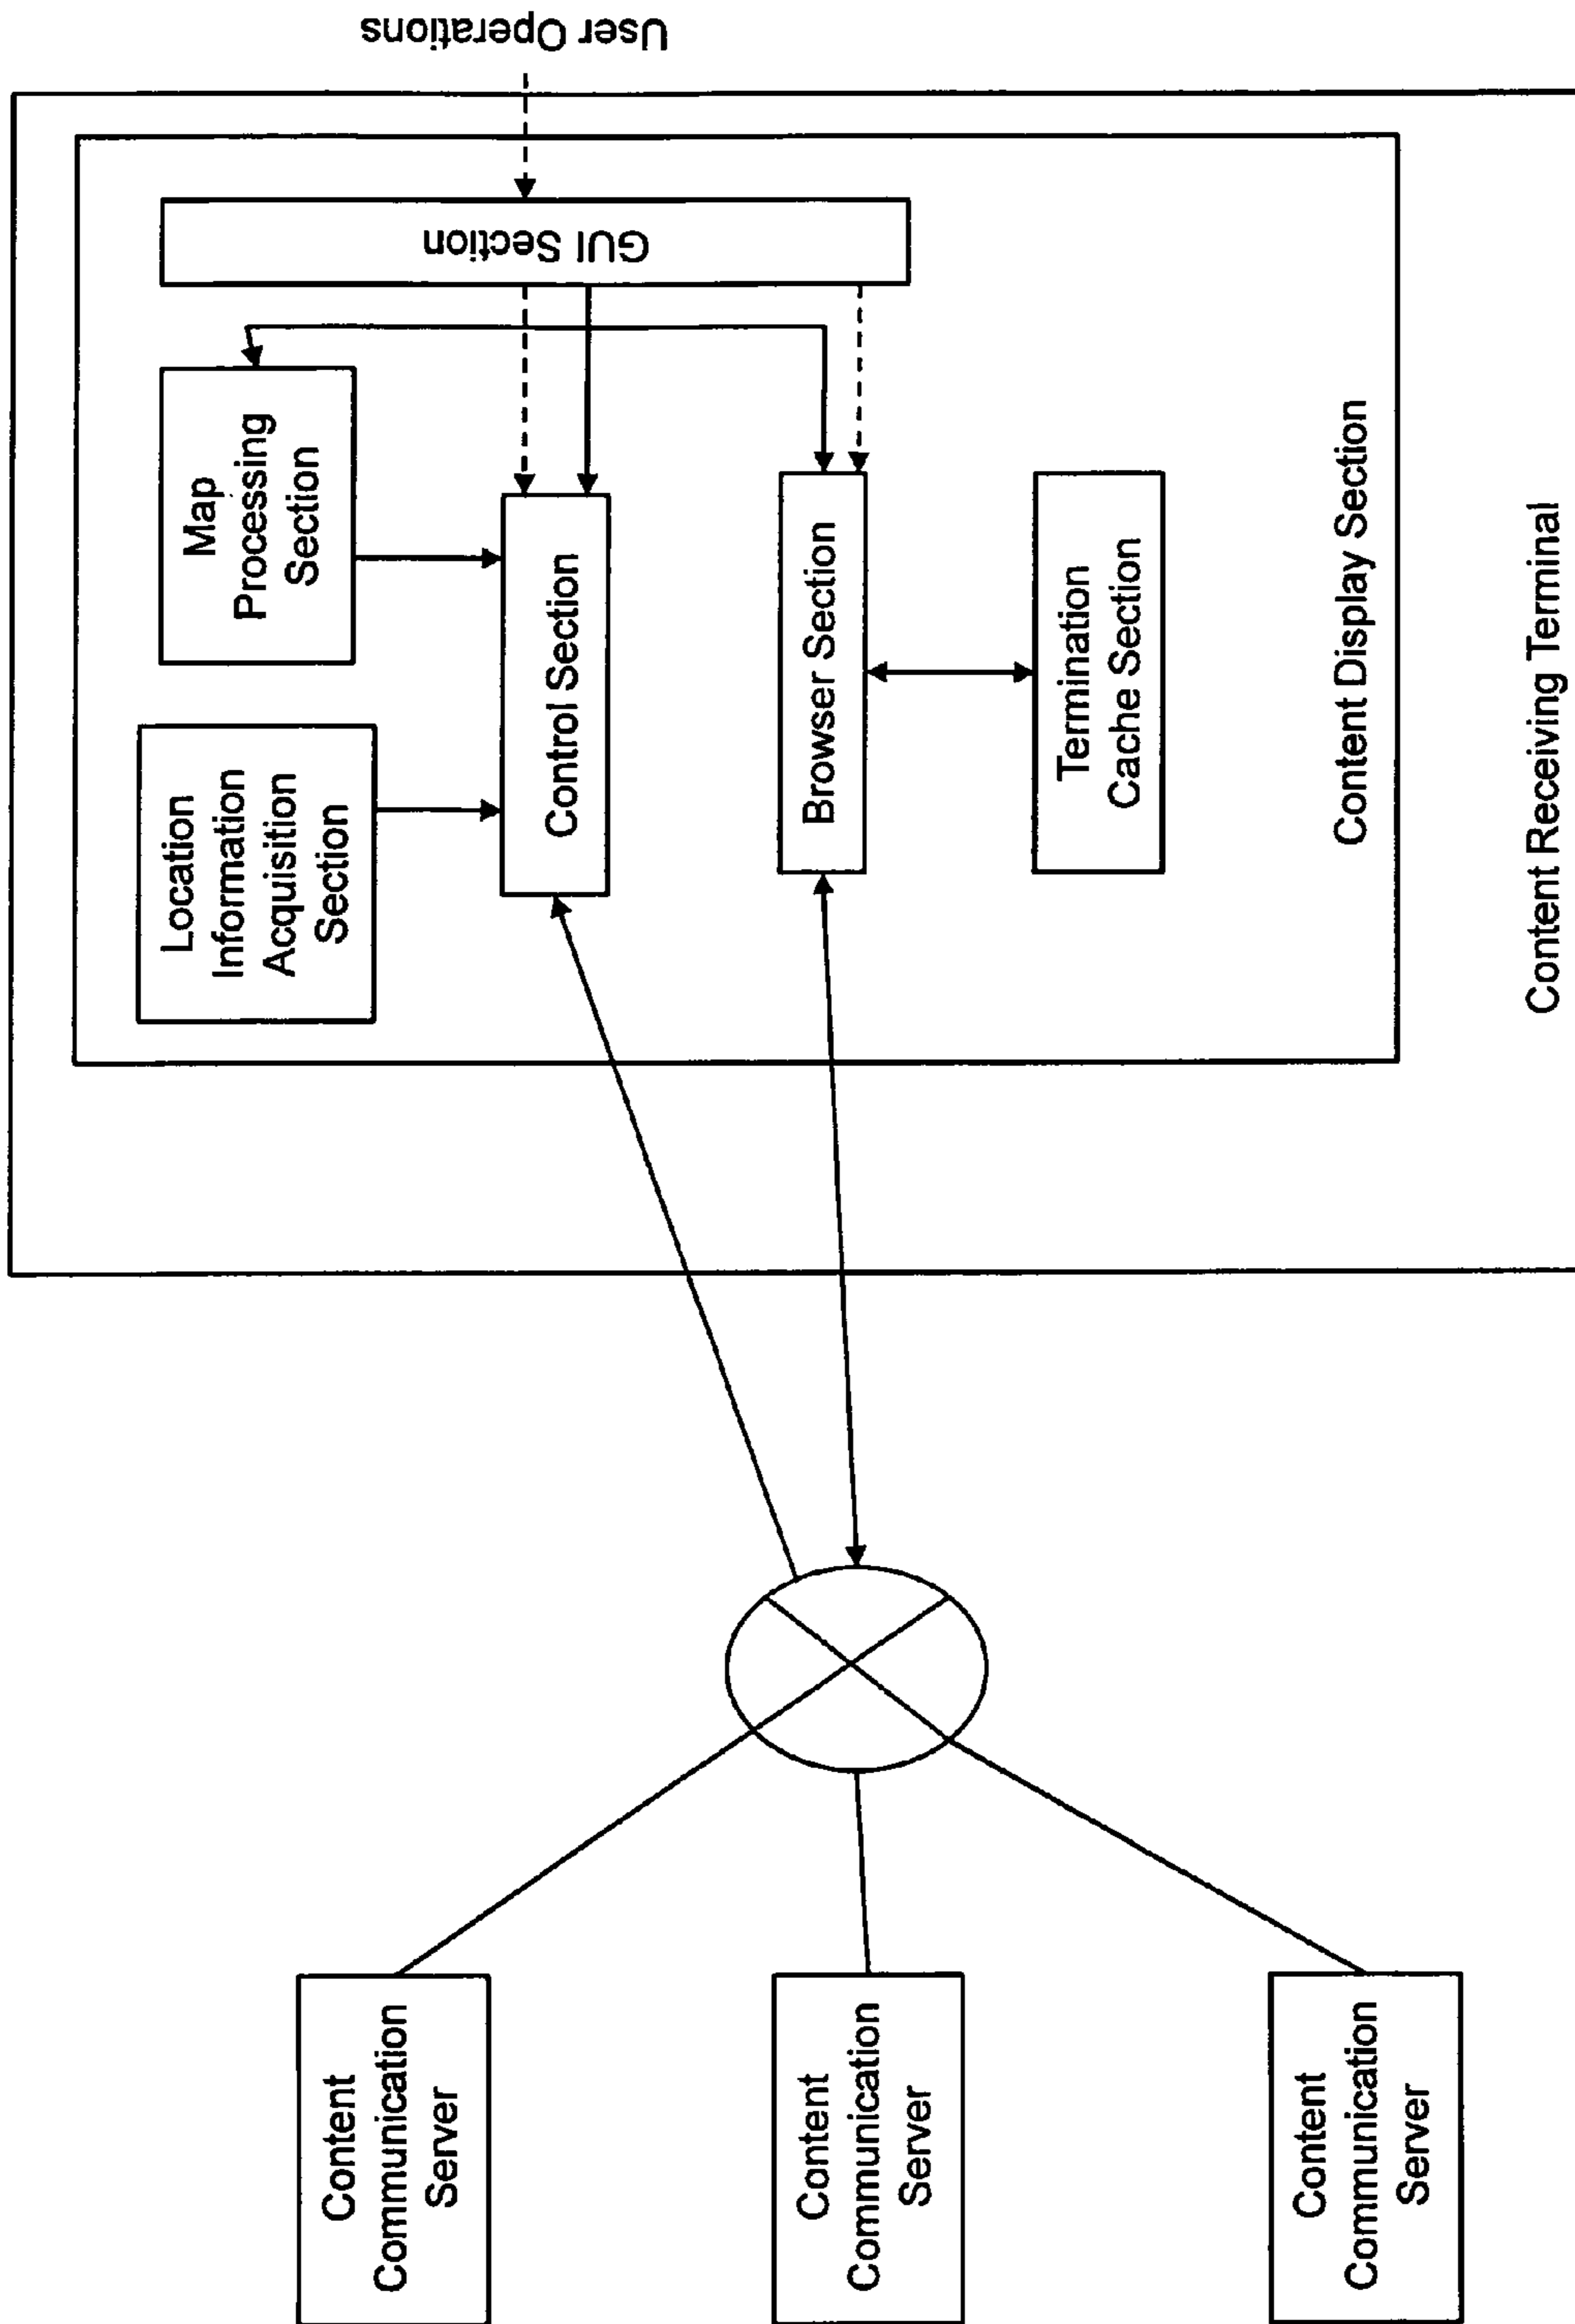 Content
Communication
Server
Content
Communication
Server
Content
Communication
Server
Location
Information
Acquisition
Section
Map
Processing
Section
Control Section
Browser Section
Termination
Cache Section
GUI Section
User Operations
Content Display Section
Content Receiving Terminal